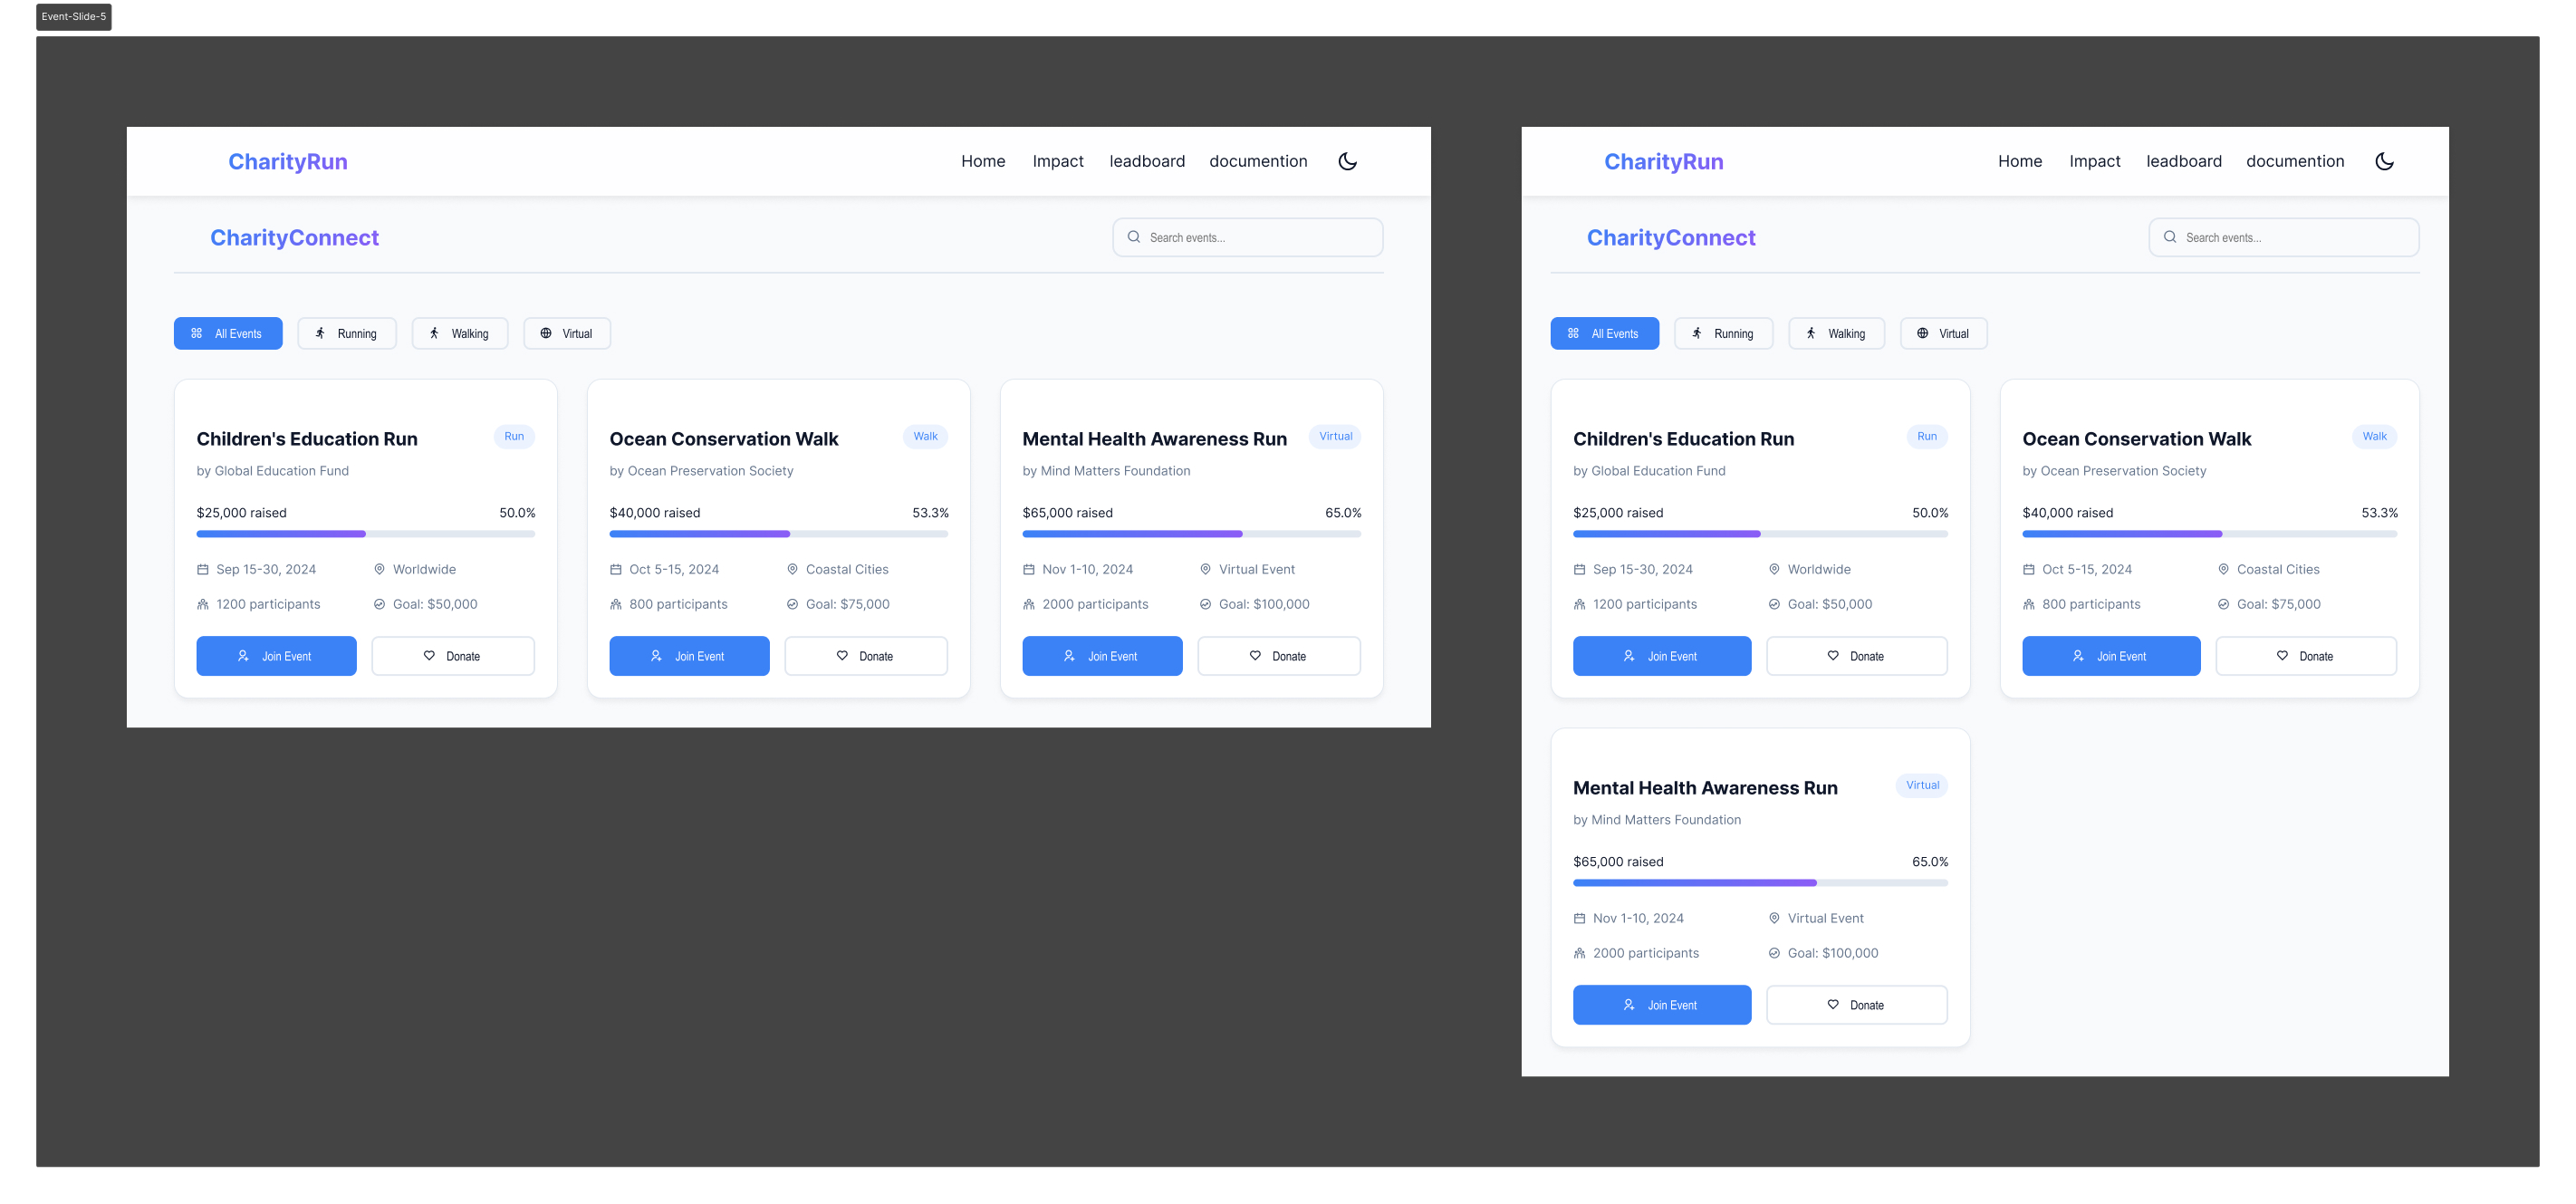 Event-Slide-5
CharityRun
Home Impact leadboard documention
CharityConnect
Search events...
All Events Running Walking Virtual
Children's Education Run Run
by Global Education Fund
$25,000 raised 50.0%
Sep 15-30, 2024 Worldwide
1200 participants Goal: $50,000
Join Event Donate
Ocean Conservation Walk Walk
by Ocean Preservation Society
$40,000 raised 53.3%
Oct 5-15, 2024 Coastal Cities
800 participants Goal: $75,000
Join Event Donate
Mental Health Awareness Run Virtual
by Mind Matters Foundation
$65,000 raised 65.0%
Nov 1-10, 2024 Virtual Event
2000 participants Goal: $100,000
Join Event Donate
CharityRun
Home Impact leadboard documention
CharityConnect
Search events...
All Events Running Walking Virtual
Children's Education Run Run
by Global Education Fund
$25,000 raised 50.0%
Sep 15-30, 2024 Worldwide
1200 participants Goal: $50,000
Join Event Donate
Ocean Conservation Walk Walk
by Ocean Preservation Society
$40,000 raised 53.3%
Oct 5-15, 2024 Coastal Cities
800 participants Goal: $75,000
Join Event Donate
Mental Health Awareness Run Virtual
by Mind Matters Foundation
$65,000 raised 65.0%
Nov 1-10, 2024 Virtual Event
2000 participants Goal: $100,000
Join Event Donate